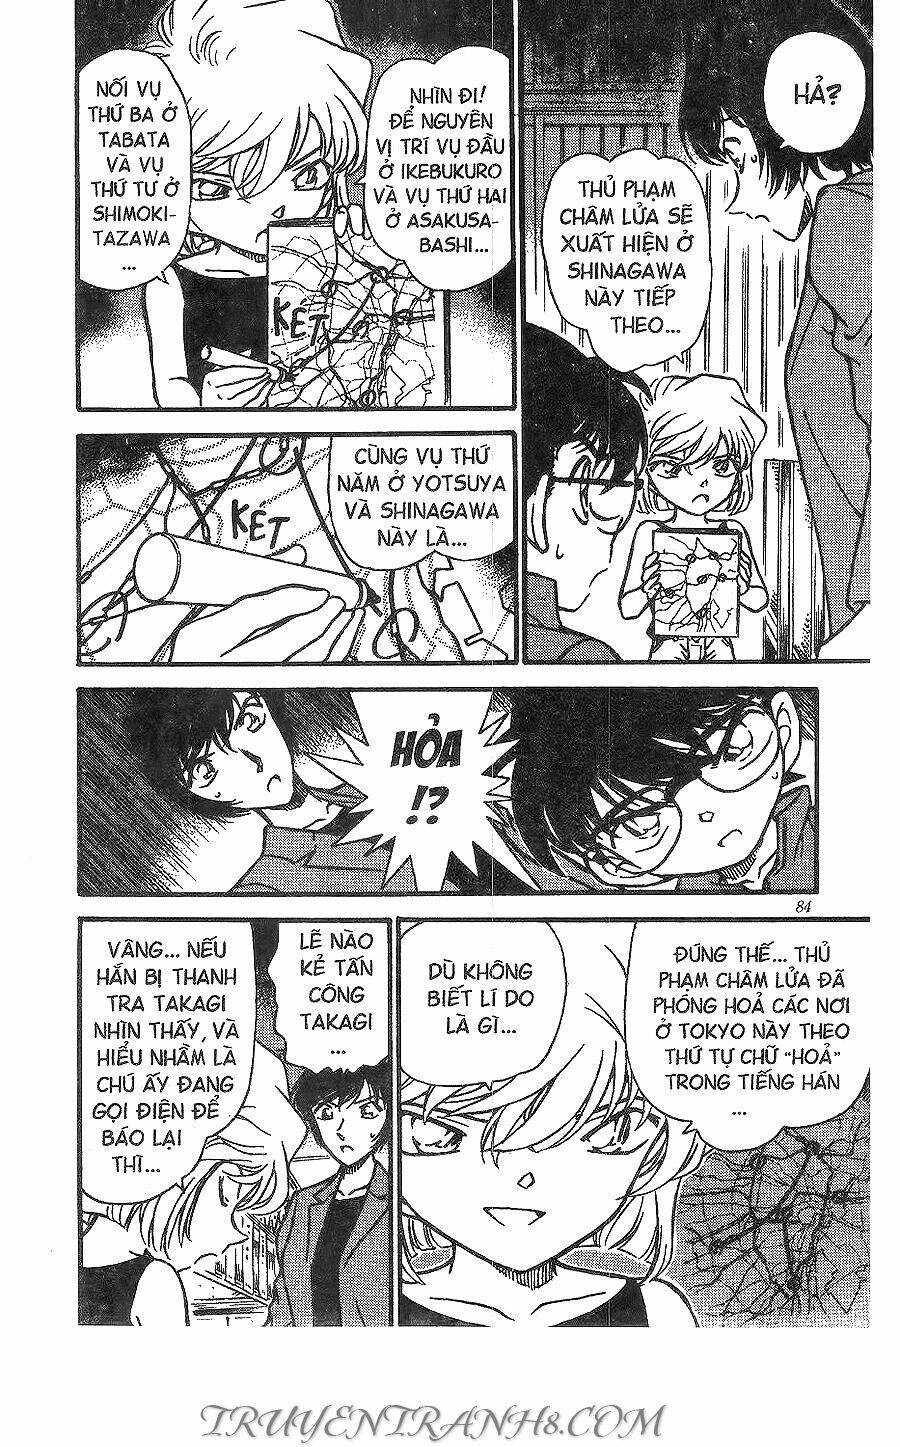 HẢ?
THỦ PHẠM
CHÂM LỬA SẼ
XUẤT HIỆN Ở
SHINAGAWA
NÀY TIẾP
THEO...
NHÌN ĐI!
ĐỂ NGUYÊN
VỊ TRÍ VỤ ĐẦU
Ở IKEBUKURO
VÀ VỤ THỨ HAI
Ở ASAKUSA-
BASHI...
NỐI VỤ
THỨ BA Ở
TABATA
VÀ VỤ
THỨ TƯ Ở
SHIMOKI-
TAZAWA
...
KÉT
CÙNG VỤ THỨ
NĂM Ở YOTSUYA
VÀ SHINAGAWA
NÀY LÀ...
KÉT
HỎA
!?
84
ĐÚNG THẾ... THỦ
PHẠM CHÂM LỬA ĐÃ
PHÓNG HOẢ CÁC NƠI
Ở TOKYO NÀY THEO
THỨ TỰ CHỮ “HOẢ”
TRONG TIẾNG HÁN
...
DÙ KHÔNG
BIẾT LÍ DO
LÀ GÌ...
LẼ NÀO
KẺ TẤN
CÔNG
TAKAGI
...
VÂNG... NẾU
HẮN BỊ THANH
TRA TAKAGI
NHÌN THẤY, VÀ
HIỂU NHẦM LÀ
CHÚ ẤY ĐANG
GỌI ĐIỆN ĐỂ
BÁO LẠI
THÌ...
TRUYENTRANH8.COM